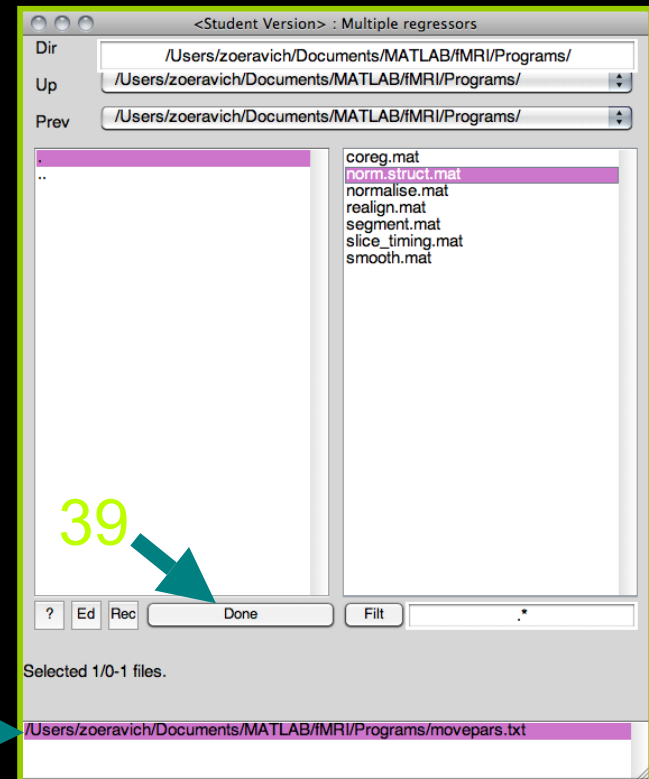 <Student Version> : Multiple regressors
Dir
/Users/zoeravich/Documents/MATLAB/fMRI/Programs/
Up
/Users/zoeravich/Documents/MATLAB/fMRI/Programs/
Prev
/Users/zoeravich/Documents/MATLAB/fMRI/Programs/
.
..
coreg.mat
norm.struct.mat
normalise.mat
realign.mat
segment.mat
slice_timing.mat
smooth.mat
39
? Ed Rec Done Filt .*
Selected 1/0-1 files.
/Users/zoeravich/Documents/MATLAB/fMRI/Programs/movepars.txt